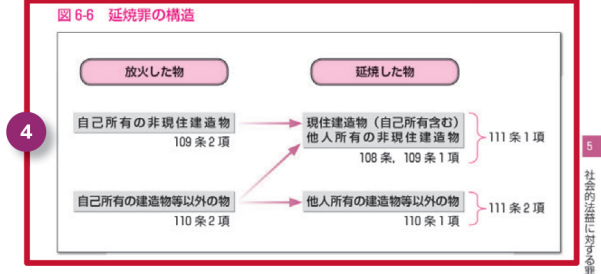 図 6-6 延焼罪の構造
放火した物
延焼した物
自己所有の非現住建造物
109 条 2 項
現住建造物（自己所有含む）
他人所有の非現住建造物
108 条，109 条 1 項
111 条 1 項
自己所有の建造物等以外の物
110 条 2 項
他人所有の建造物等以外の物
110 条 1 項
111 条 2 項
4
5
社会的法益に対する罪